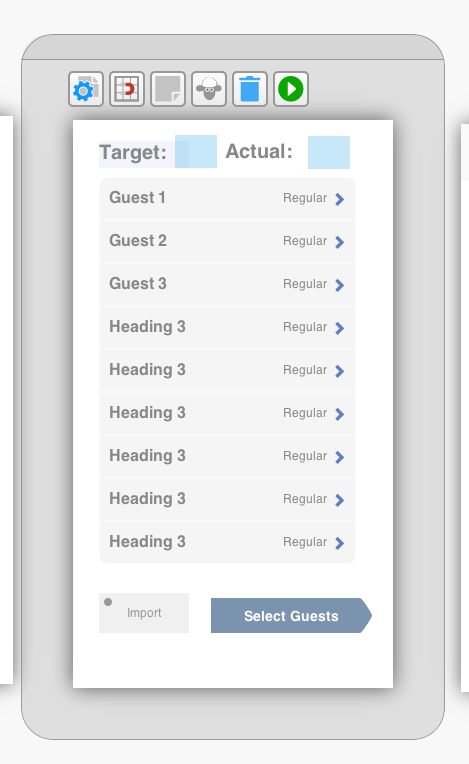 Target: Actual:
Guest 1 Regular
Guest 2 Regular
Guest 3 Regular
Heading 3 Regular
Heading 3 Regular
Heading 3 Regular
Heading 3 Regular
Heading 3 Regular
Heading 3 Regular
Import Select Guests